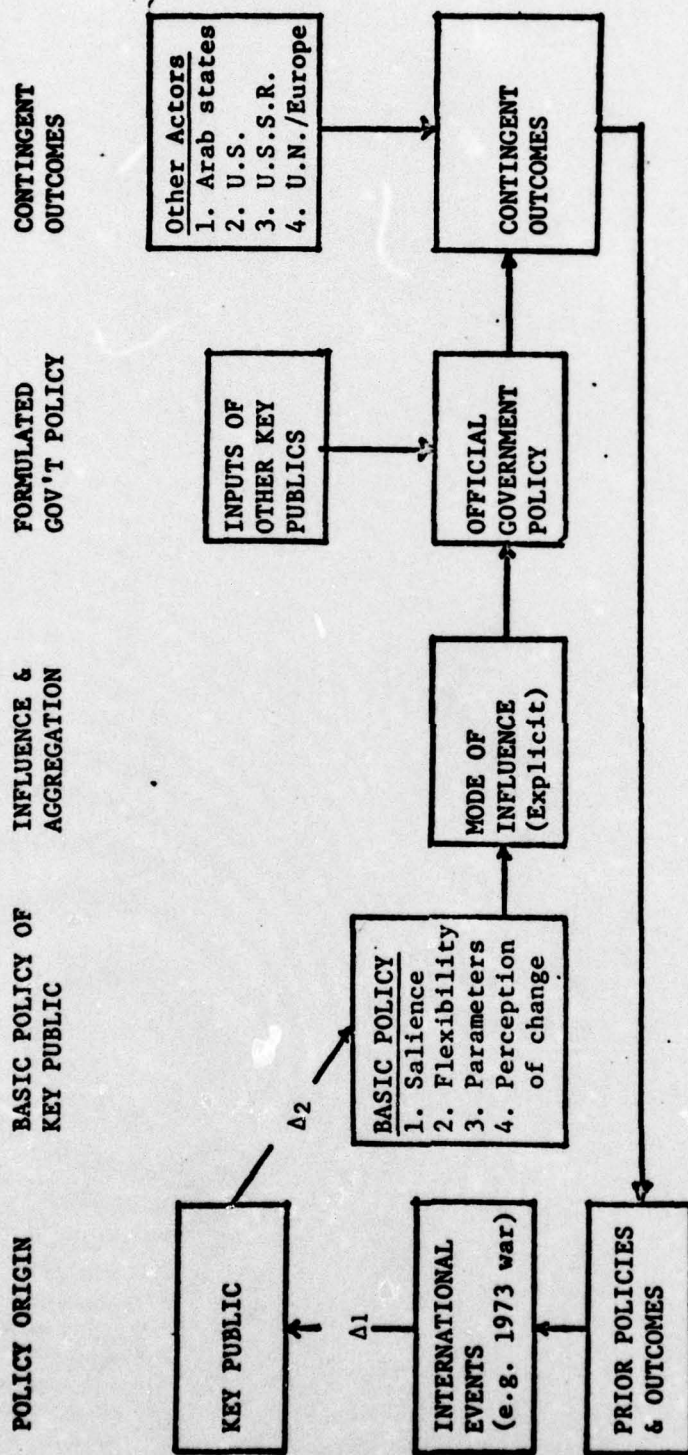 POLICY ORIGIN
BASIC POLICY OF
KEY PUBLIC
INFLUENCE &
AGGREGATION
FORMULATED
GOV'T POLICY
CONTINGENT
OUTCOMES
KEY PUBLIC
Δ1
INTERNATIONAL
EVENTS
(e.g. 1973 war)
PRIOR POLICIES
& OUTCOMES
Δ2
BASIC POLICY
1. Salience
2. Flexibility
3. Parameters
4. Perception
of change
MODE OF
INFLUENCE
(Explicit)
INPUTS OF
OTHER KEY
PUBLICS
OFFICIAL
GOVERNMENT
POLICY
Other Actors
1. Arab states
2. U.S.
3. U.S.S.R.
4. U.N./Europe
CONTINGENT
OUTCOMES